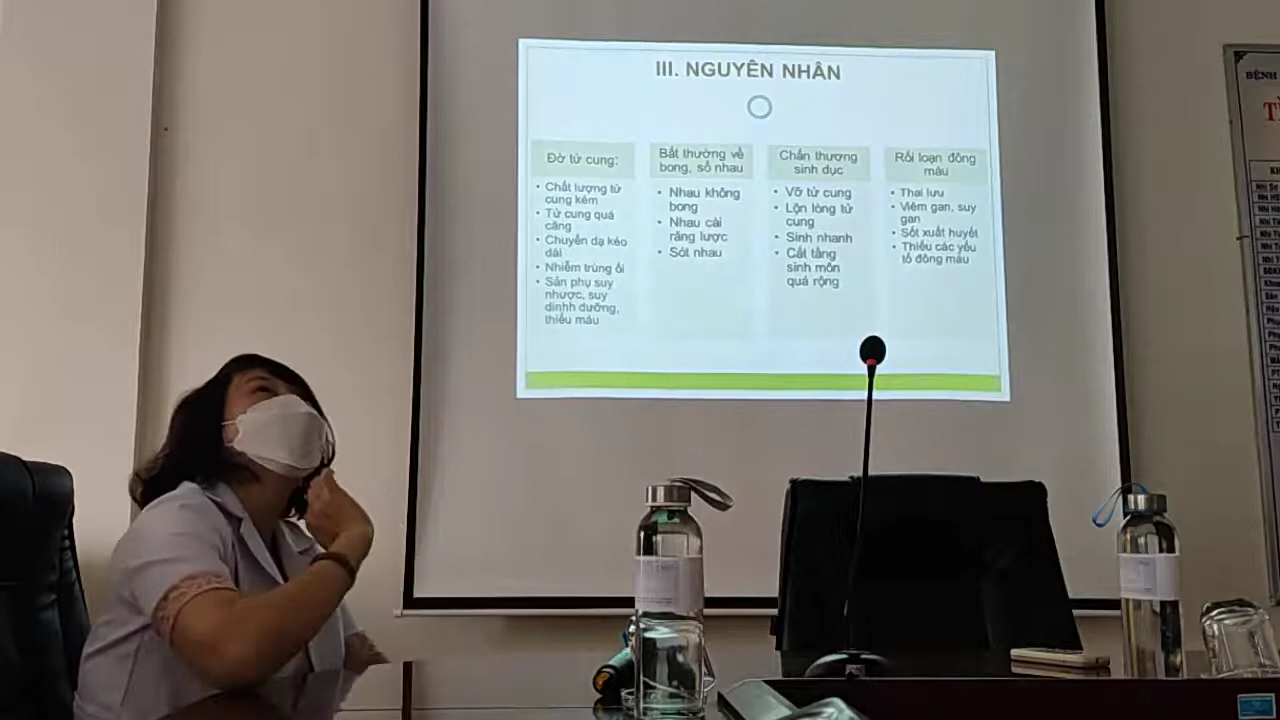 III. NGUYÊN NHÂN
Đờ tử cung:
• Chất lượng tử
cung kém
• Tử cung quá
căng
• Chuyển dạ kéo
dài
• Nhiễm trùng ối
• Sản phụ suy
nhược, suy
dinhh dưỡng,
thiếu máu
Bất thường về
bong, sổ nhau
• Nhau không
bong
• Nhau cài
răng lược
• Sót nhau
Chấn thương
sinh dục
• Vỡ tử cung
• Lộn lòng tử
cung
• Sinh nhanh
• Cắt tầng
sinh môn
quá rộng
Rối loạn đông
máu
• Thai lưu
• Viêm gan, suy
gan
• Sốt xuất huyết
• Thiếu các yếu
tố đông máu
BỆNH